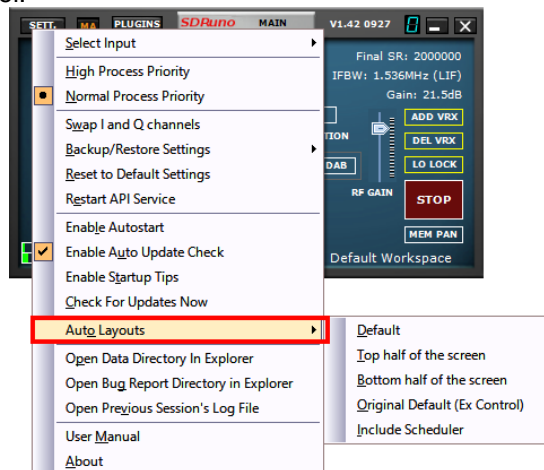 SETT. MA PLUGINS SDRuno MAIN V1.42 0927
Select Input
High Process Priority
Normal Process Priority
Swap I and Q channels
Backup/Restore Settings
Reset to Default Settings
Restart API Service
Enable Autostart
Enable Auto Update Check
Enable Startup Tips
Check For Updates Now
Auto Layouts
Open Data Directory In Explorer
Open Bug Report Directory in Explorer
Open Previous Session's Log File
User Manual
About
Final SR: 2000000
IFBW: 1.536MHz (LIF)
Gain: 21.5dB
ADD VRX
TION
DEL VRX
DAB
LO LOCK
RF GAIN
STOP
MEM PAN
Default Workspace
Default
Top half of the screen
Bottom half of the screen
Original Default (Ex Control)
Include Scheduler